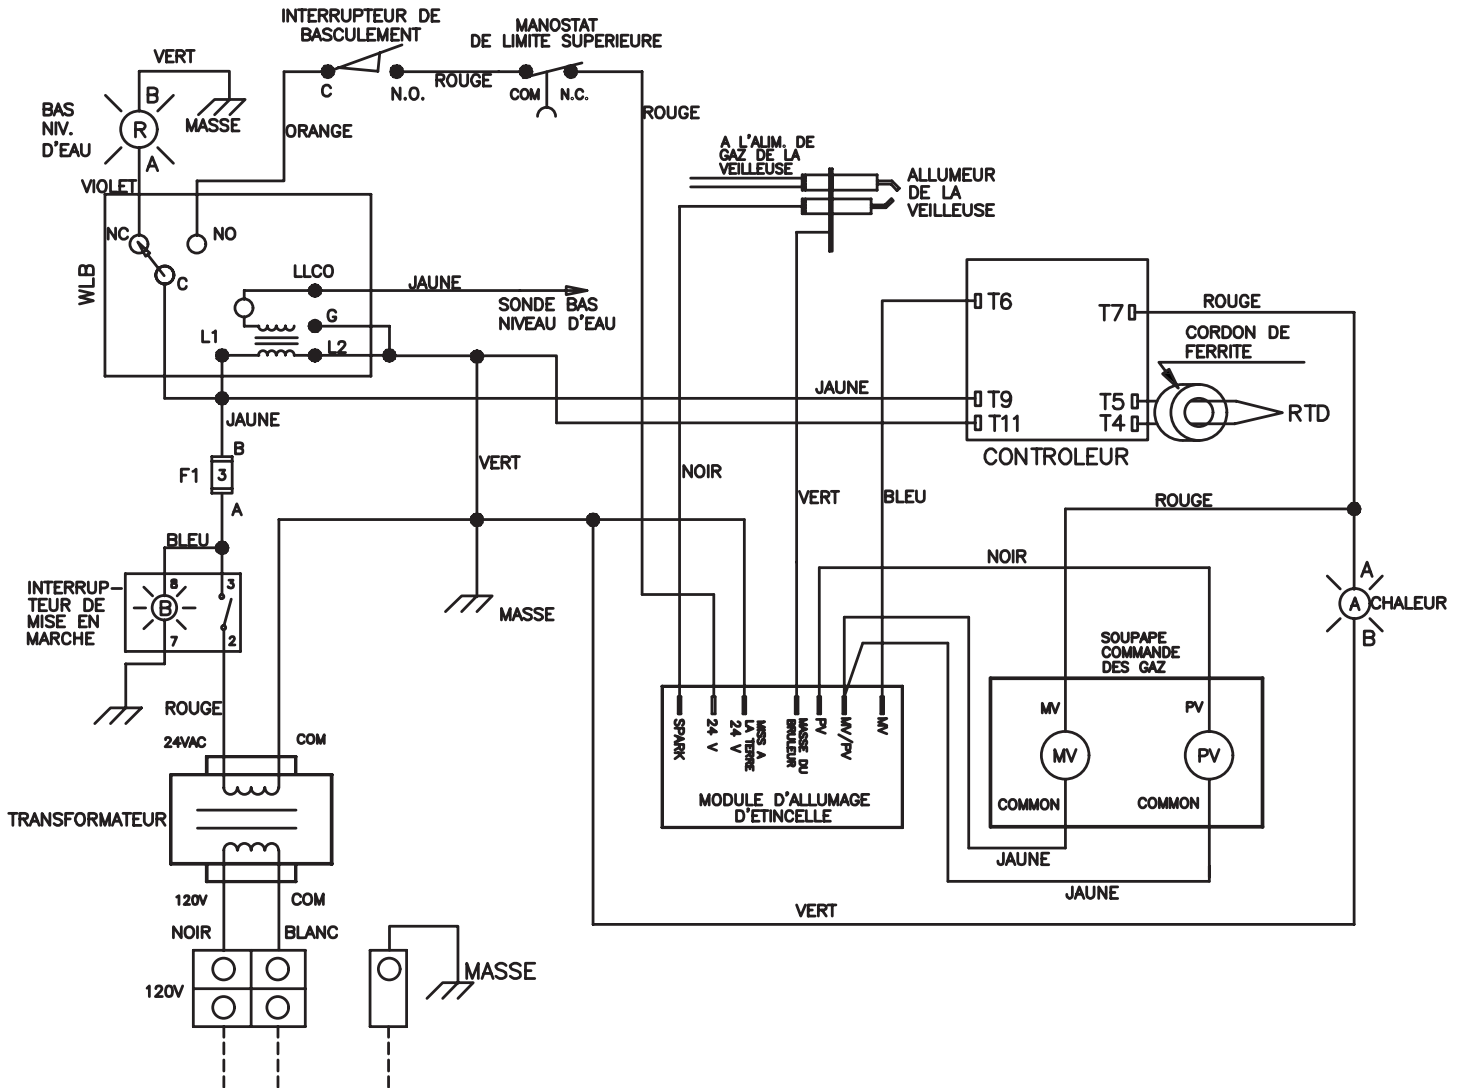 INTERRUPTEUR DE
BASCULEMENT
MANOSTAT
DE LIMITE SUPERIEURE
VERT
B
BAS
NIV.
D'EAU
R
MASSE
A
ORANGE
C
N.O.
ROUGE
COM
N.C.
ROUGE
A L'ALIM. DE
GAZ DE LA
VEILLEUSE
ALLUMEUR
DE LA
VEILLEUSE
VIOLET
NC
NO
WLB
C
LLCO
JAUNE
SONDE BAS
NIVEAU D'EAU
G
L1
L2
T6
T7
ROUGE
CORDON DE
FERRITE
JAUNE
T9
T5
T11
T4
RTD
CONTROLEUR
JAUNE
B
F1
3
A
VERT
NOIR
VERT
BLEU
ROUGE
BLEU
NOIR
INTERRUP-
TEUR DE
MISE EN
MARCHE
8
3
B
7
2
MASSE
A
A
CHALEUR
B
SOUPAPE
COMMANDE
DES GAZ
ROUGE
24VAC
COM
MV
PV
SPARK
24 V
MISS A
LA TERRE
24 V
MASSE DU
BRULEUR
PV
MV/PV
MV
MV
PV
COMMON
COMMON
MODULE D'ALLUMAGE
D'ETINCELLE
TRANSFORMATEUR
JAUNE
JAUNE
120V
COM
VERT
NOIR
BLANC
120V
MASSE